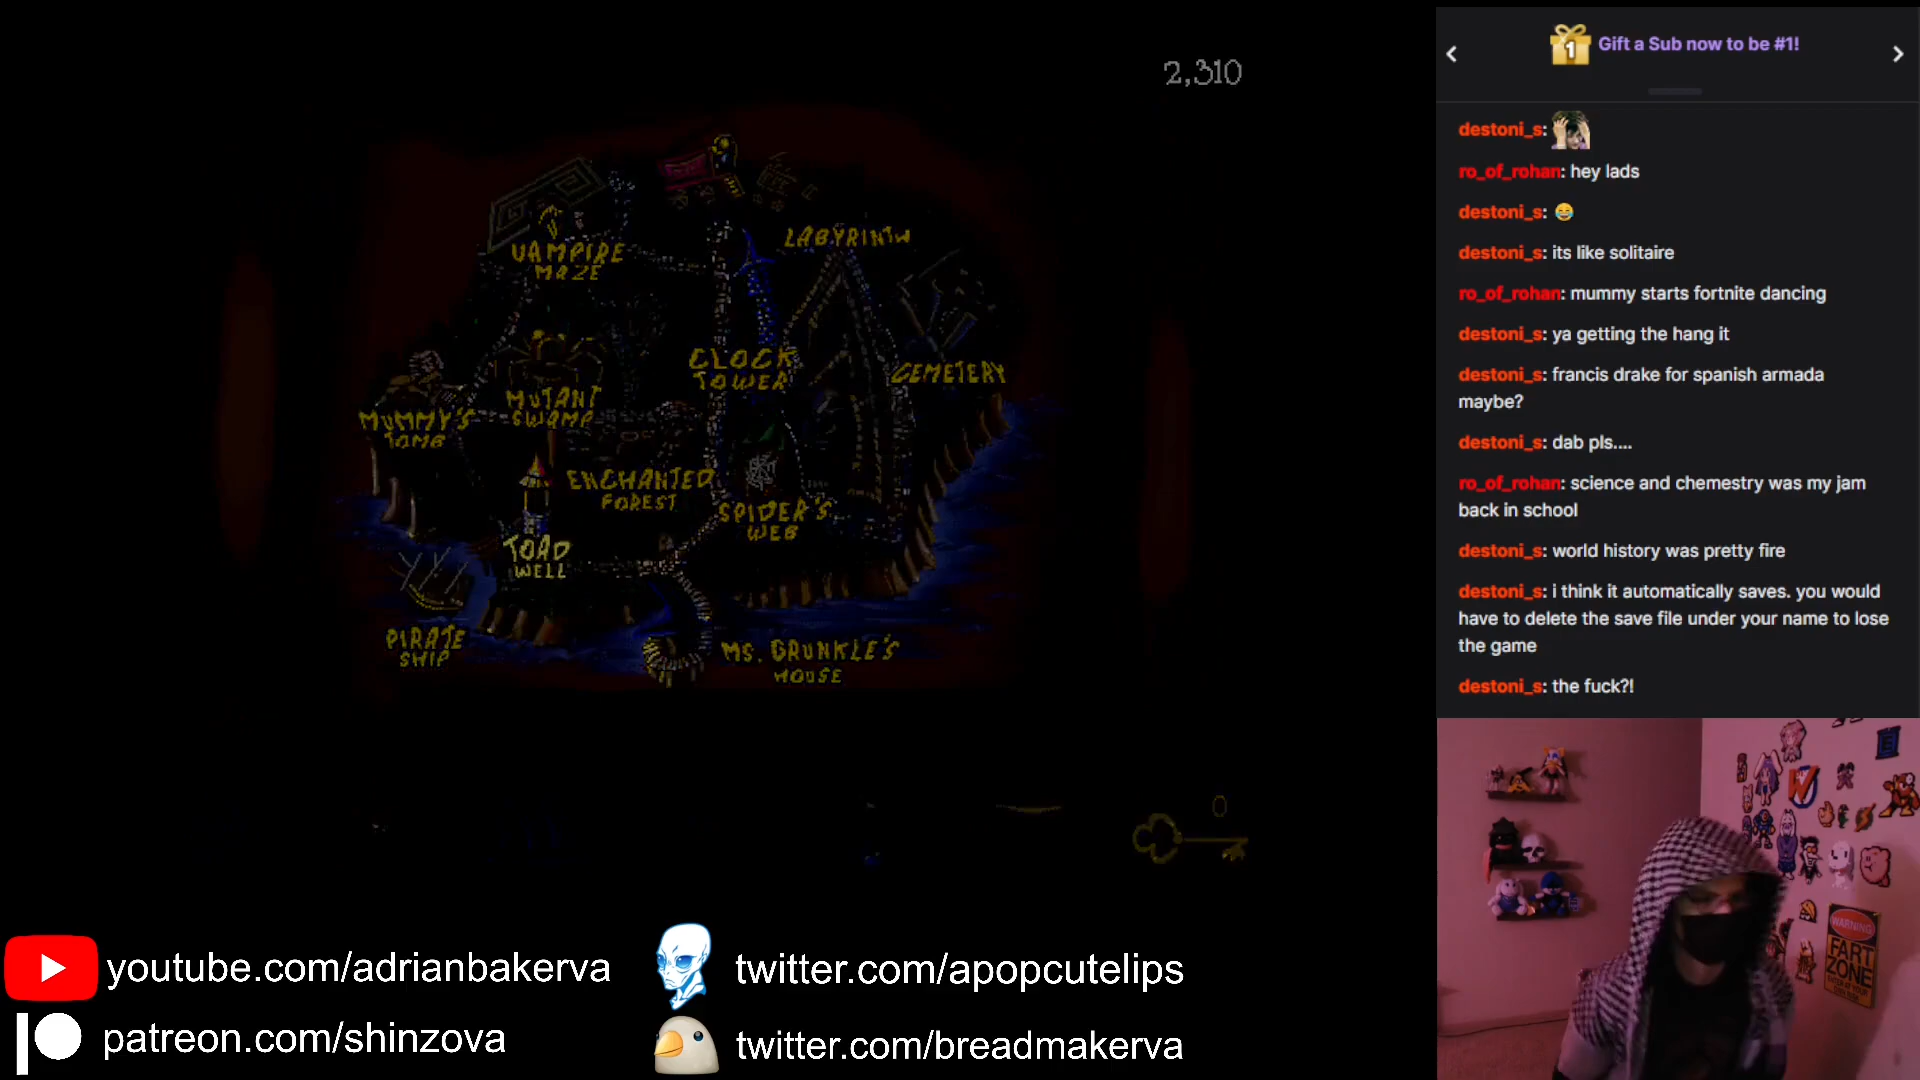 2,310
VAMPIRE
MAZE
LABYRINTH
CLOCK
TOWER
CEMETERY
MUMMY'S
TOMB
MUTANT
SWAMP
ENCHANTED
FOREST
SPIDER'S
WEB
TOAD
WELL
PIRATE
SHIP
MS. GRUNKLE'S
HOUSE
0
youtube.com/adrianbakerva
twitter.com/apopcutelips
patreon.com/shinzova
twitter.com/breadmakerva
1
Gift a Sub now to be #1!
destoni_s:
ro_of_rohan: hey lads
destoni_s: 😂
destoni_s: its like solitaire
ro_of_rohan: mummy starts fortnite dancing
destoni_s: ya getting the hang it
destoni_s: francis drake for spanish armada
maybe?
destoni_s: dab pls....
ro_of_rohan: science and chemestry was my jam
back in school
destoni_s: world history was pretty fire
destoni_s: i think it automatically saves. you would
have to delete the save file under your name to lose
the game
destoni_s: the fuck?!
WARNING
FART
ZONE